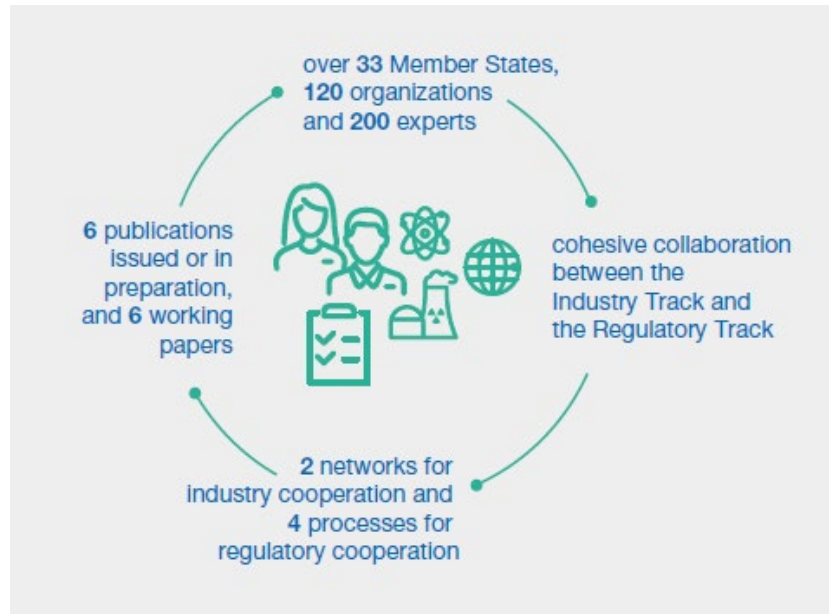 over 33 Member States,
120 organizations
and 200 experts
cohesive collaboration
between the
Industry Track and
the Regulatory Track
2 networks for
industry cooperation and
4 processes for
regulatory cooperation
6 publications
issued or in
preparation,
and 6 working
papers